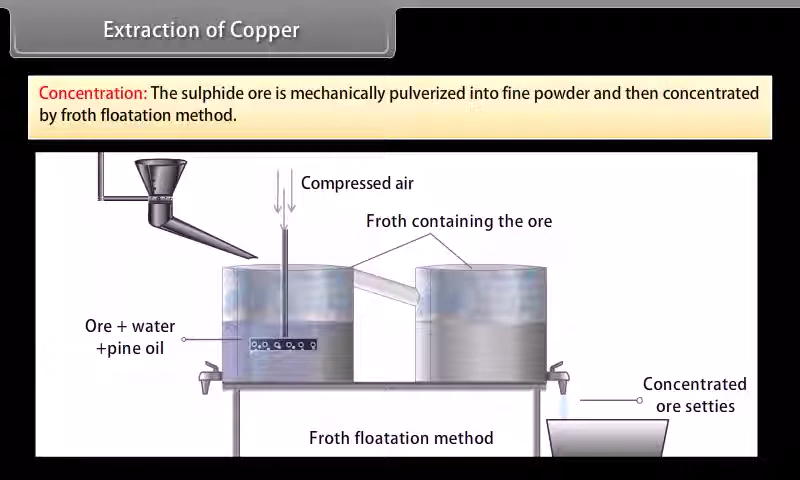 Extraction of Copper
Concentration: The sulphide ore is mechanically pulverized into fine powder and then concentrated
by froth floatation method.
Compressed air
Froth containing the ore
Ore + water
+pine oil
Concentrated
ore setties
Froth floatation method